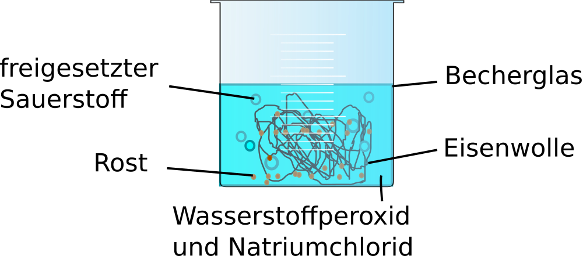 freigesetzter
Sauerstoff
Becherglas
Rost
Eisenwolle
Wasserstoffperoxid
und Natriumchlorid